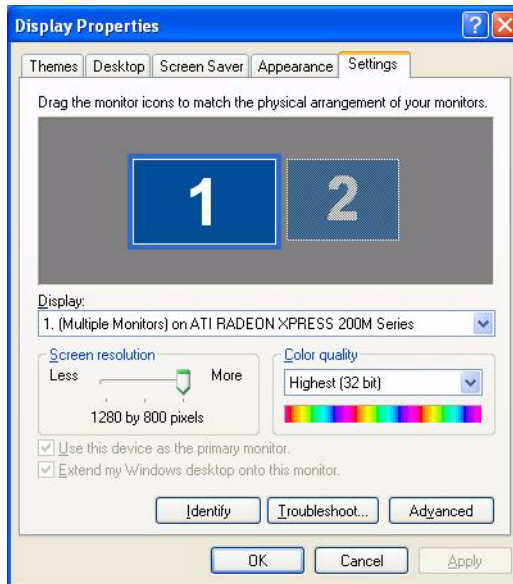 Display Properties
Themes Desktop Screen Saver Appearance Settings
Drag the monitor icons to match the physical arrangement of your monitors.
1 2
Display:
1. (Multiple Monitors) on ATI RADEON XPRESS 200M Series
Screen resolution Color quality
Less More Highest (32 bit)
1280 by 800 pixels
Use this device as the primary monitor.
Extend my Windows desktop onto this monitor.
Identify Troubleshoot... Advanced
OK Cancel Apply